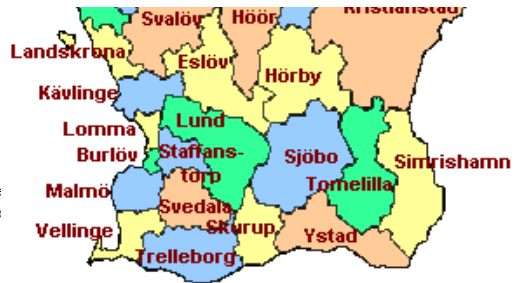 Svalöv
Höör
Kristianstad
Landskrona
Eslöv
Hörby
Kävlinge
Lund
Lomma
Burlöv
Staffans-
torp
Sjöbo
Simrishamn
Malmö
Tomelilla
Svedala
Vellinge
Skurup
Ystad
Trelleborg